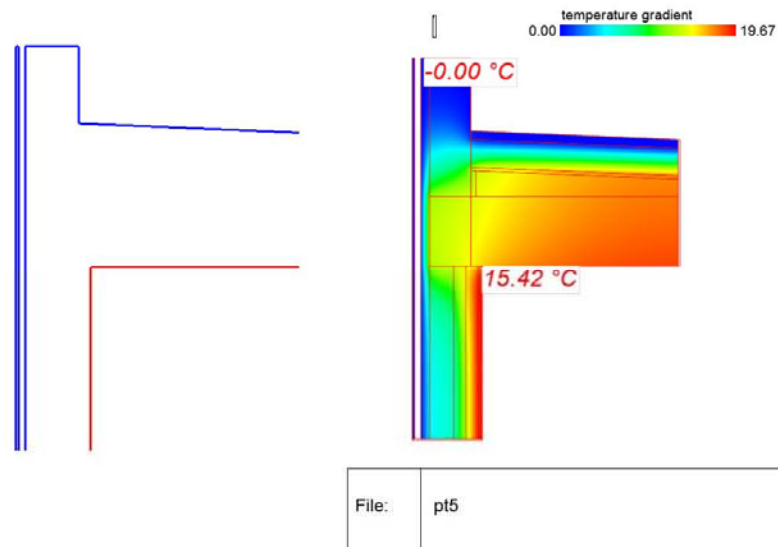 temperature gradient
0.00 19.67
-0.00 °C
15.42 °C
File: pt5